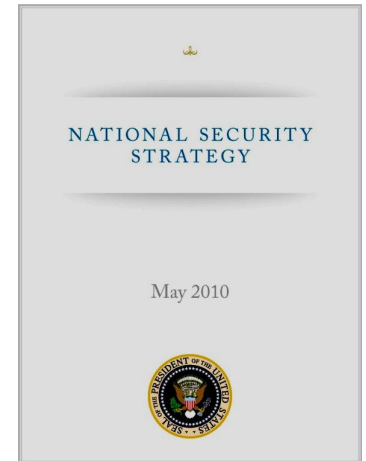 NATIONAL SECURITY
STRATEGY
May 2010
SEAL OF THE PRESIDENT OF THE UNITED STATES